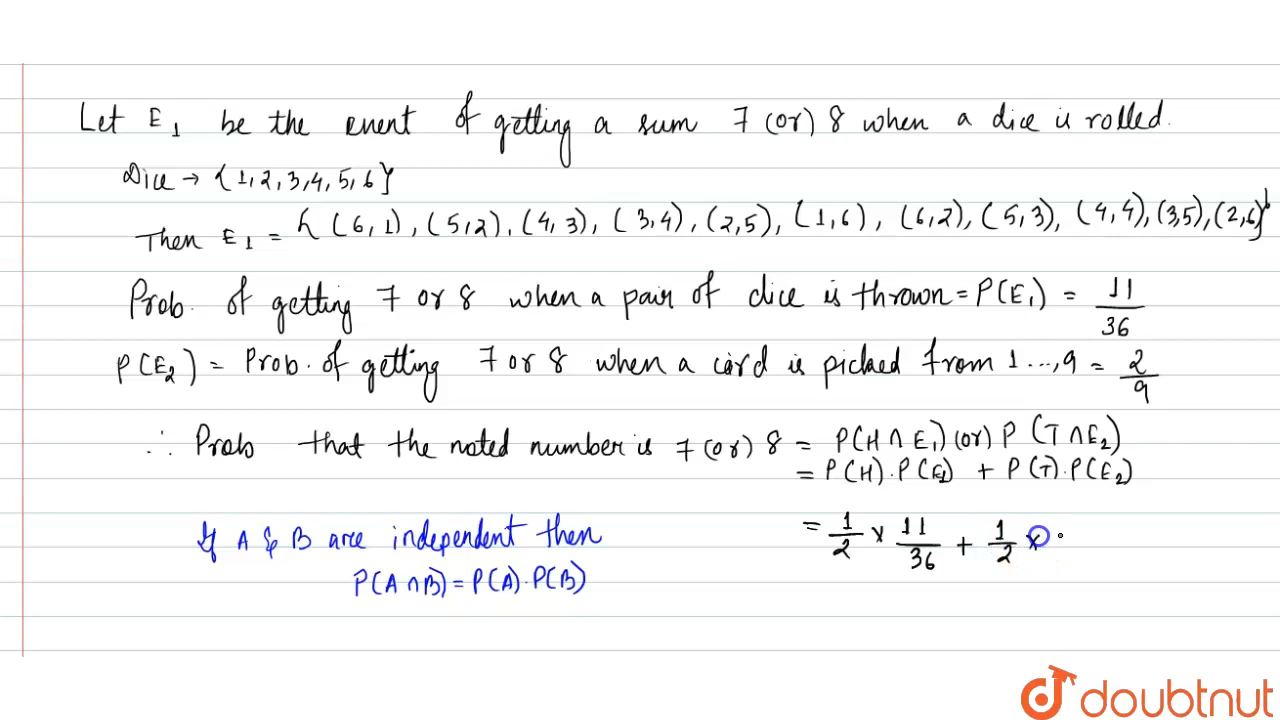 Let E1 be the event of getting a sum 7 (or) 8 when a dice is rolled.
Dice → {1,2,3,4,5,6}
Then E1 = { (6,1), (5,2), (4,3), (3,4), (2,5), (1,6), (6,2), (5,3), (4,4), (3,5), (2,6)}
Prob. of getting 7 or 8 when a pair of dice is thrown = P(E1) = 11/36
P(E2) = Prob. of getting 7 or 8 when a card is picked from 1 ..., 9 = 2/9
∴ Prob that the noted number is 7 (or) 8 = P(H∩E1) (or) P(T∩E2)
= P(H).P(E1) + P(T).P(E2)
= 1/2 × 11/36 + 1/2 ×
If A & B are independent then
P(A∩B) = P(A).P(B)
doubtnut